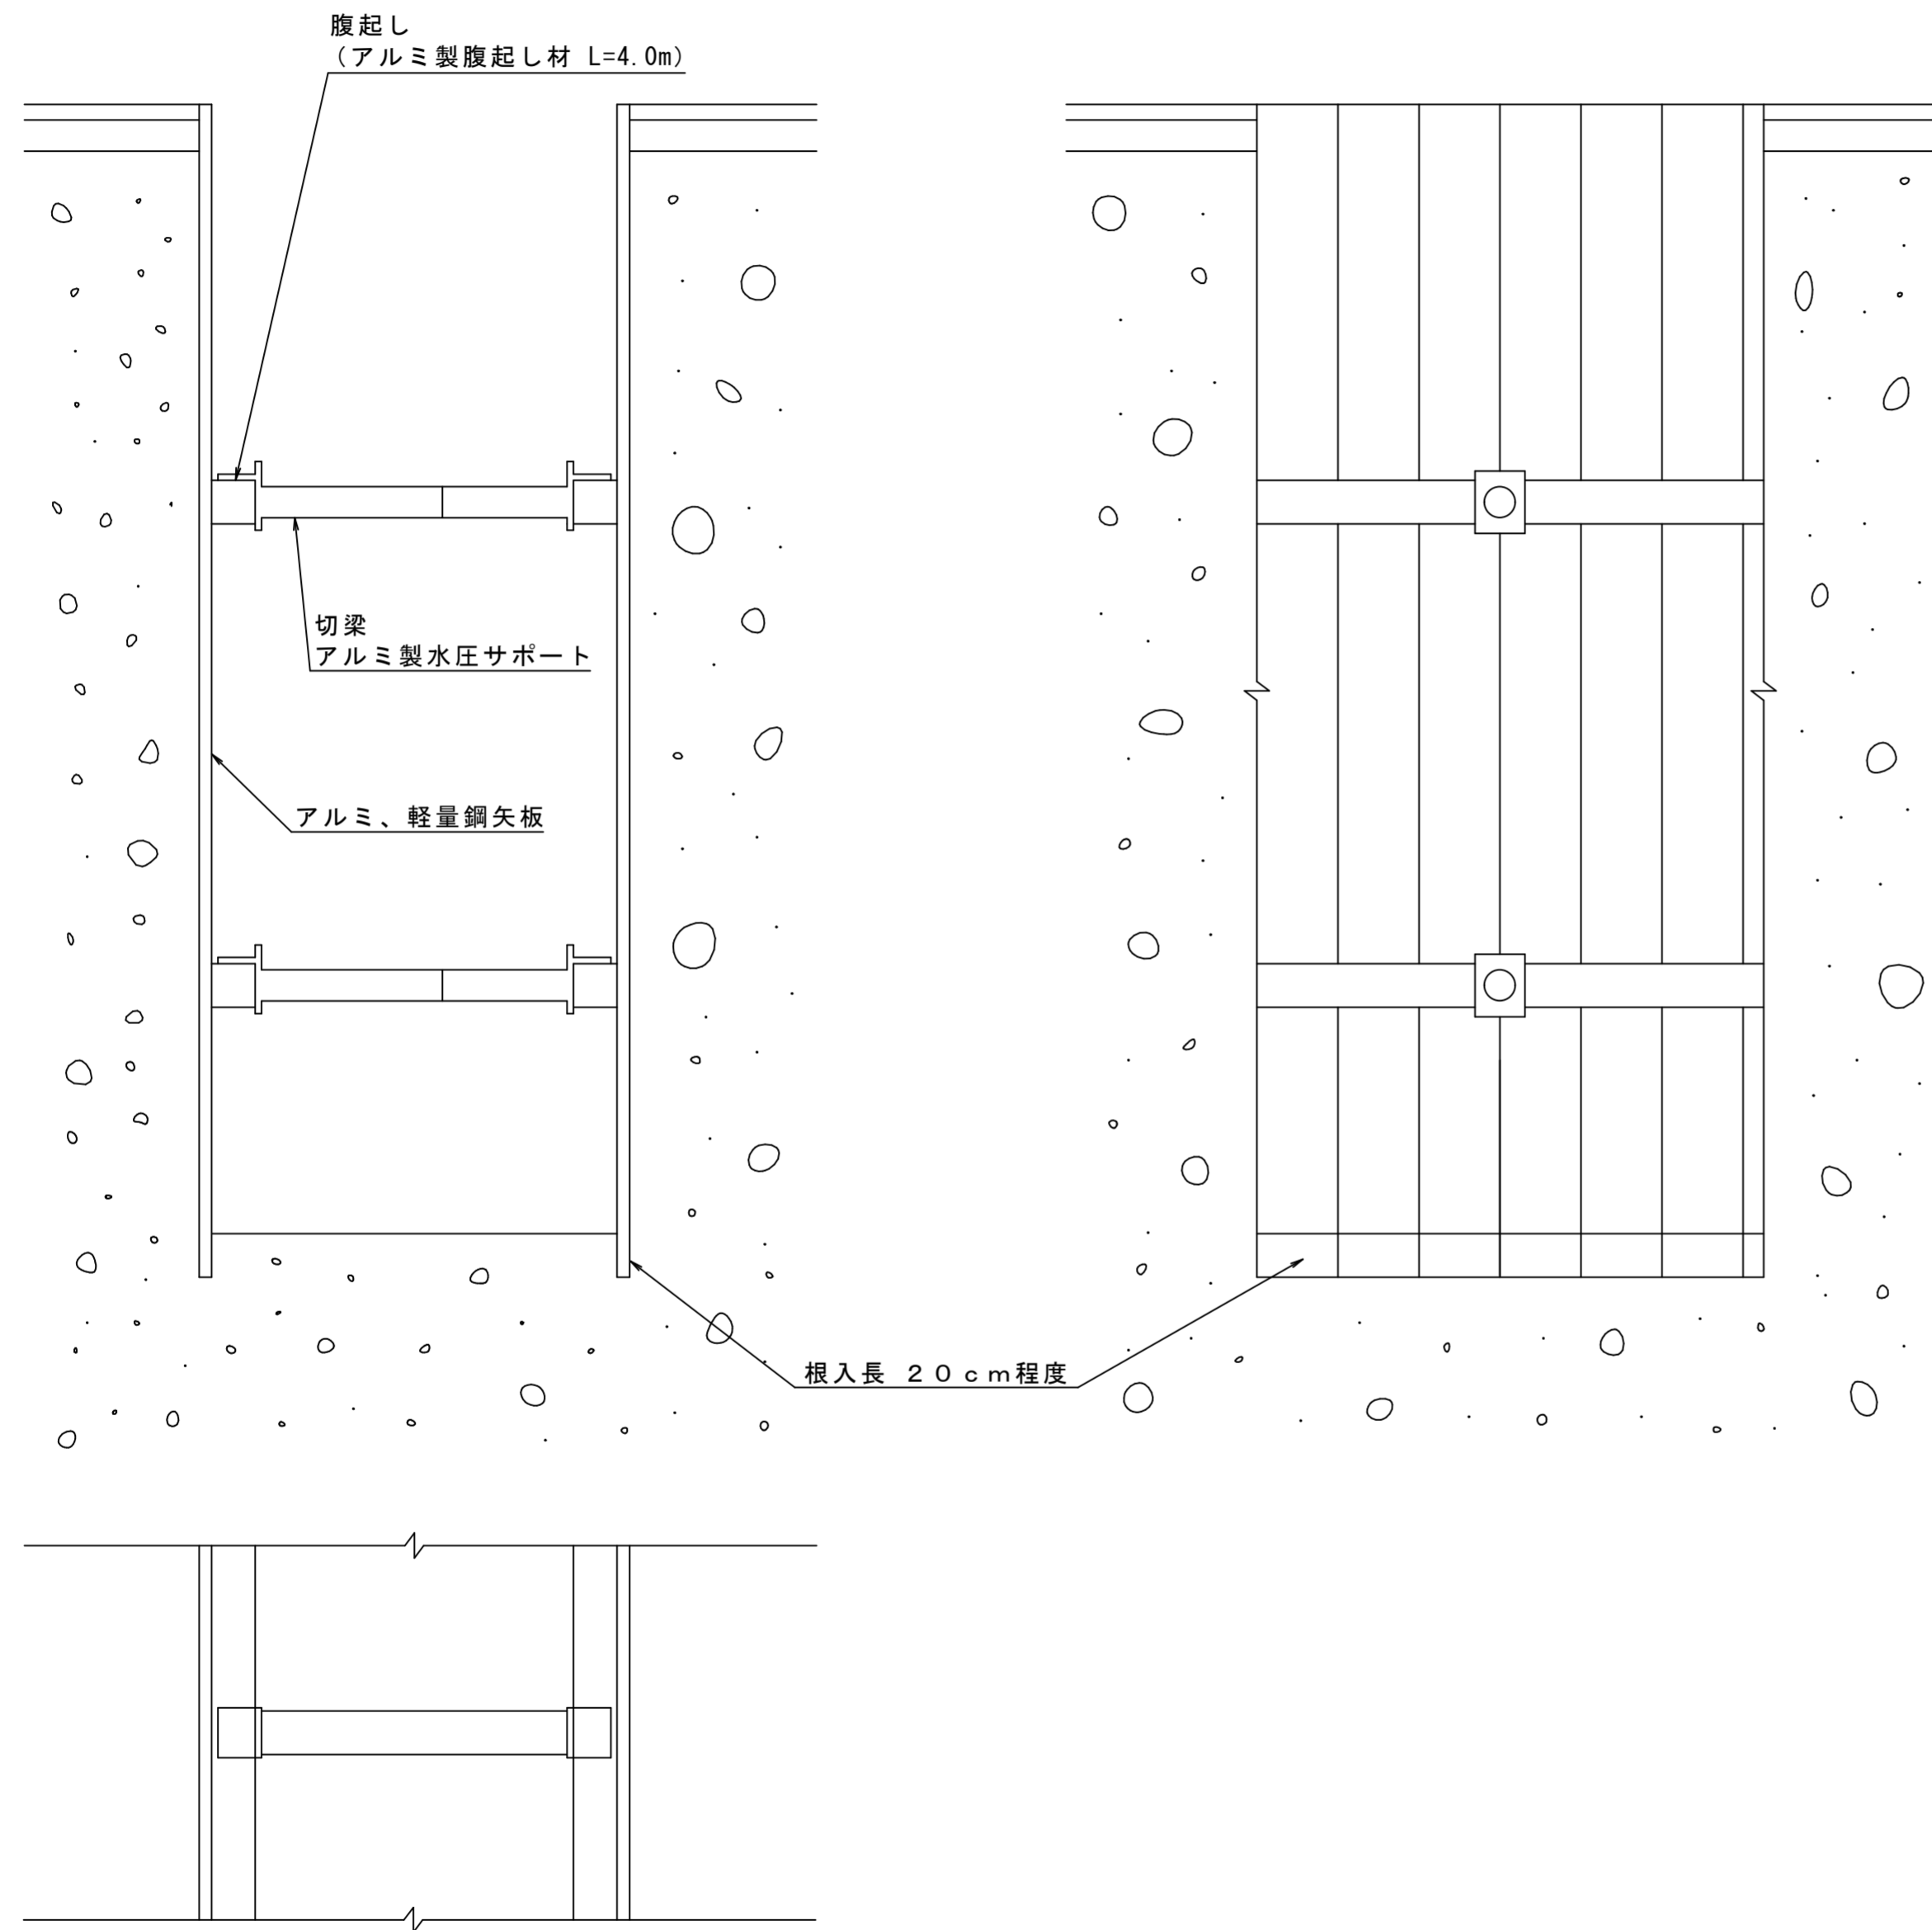 腹起し
（アルミ製腹起し材 L=4.0m）
切梁
アルミ製水圧サポート
アルミ、軽量鋼矢板
根入長 ２０ｃｍ程度